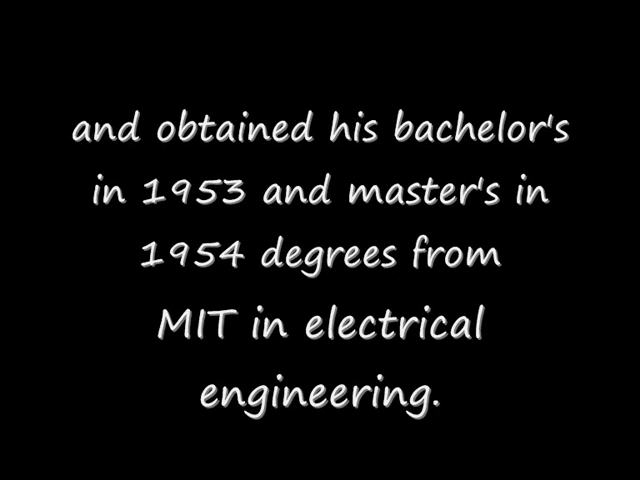 and obtained his bachelor's
in 1953 and master's in
1954 degrees from
MIT in electrical
engineering.